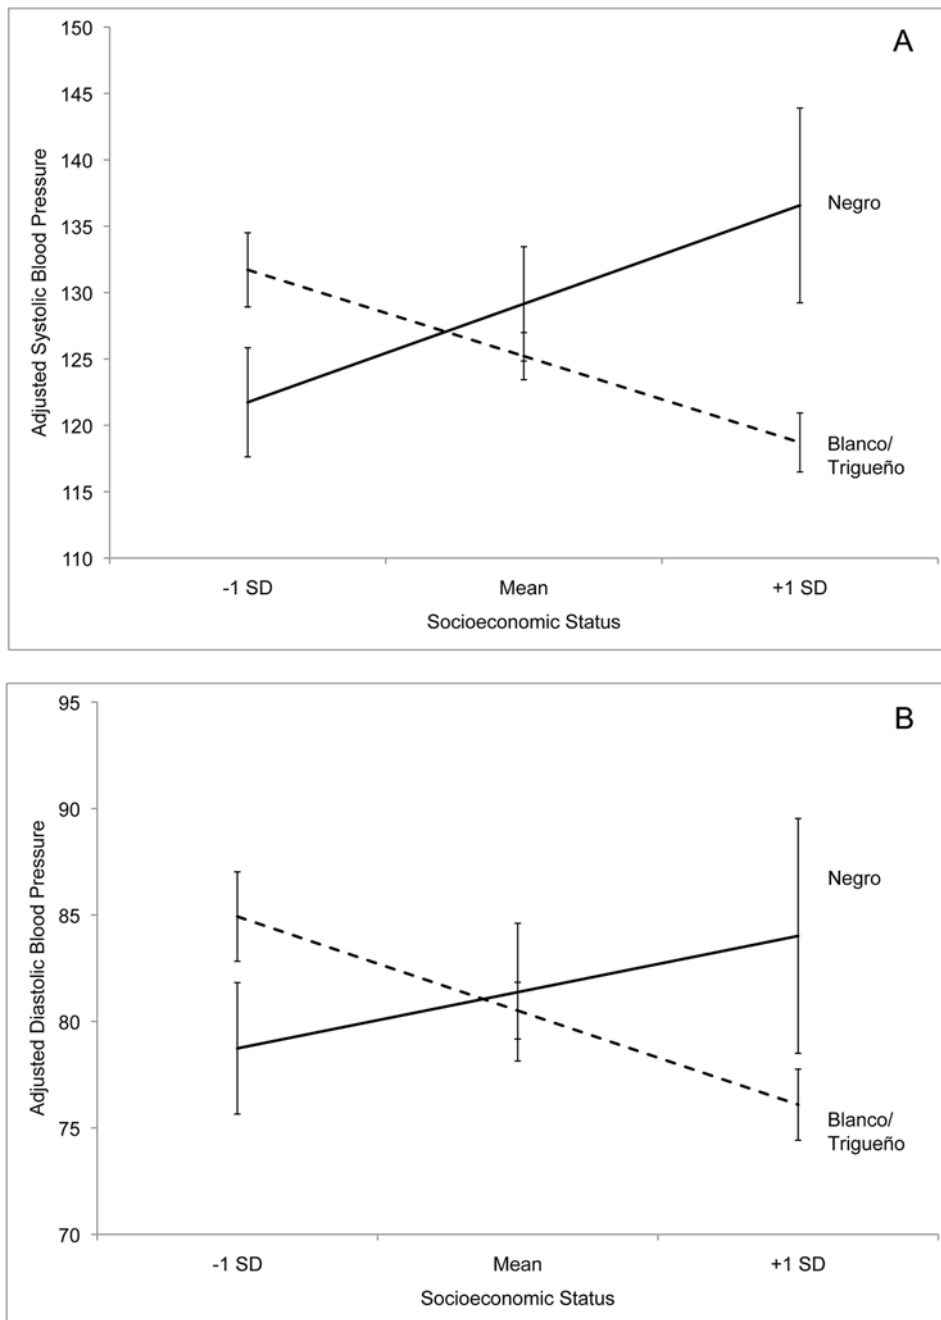 A
150
145
140
135
130
125
120
115
110
Adjusted Systolic Blood Pressure
Negro
Blanco/
Trigueño
-1 SD
Mean
+1 SD
Socioeconomic Status
B
95
90
85
80
75
70
Adjusted Diastolic Blood Pressure
Negro
Blanco/
Trigueño
-1 SD
Mean
+1 SD
Socioeconomic Status